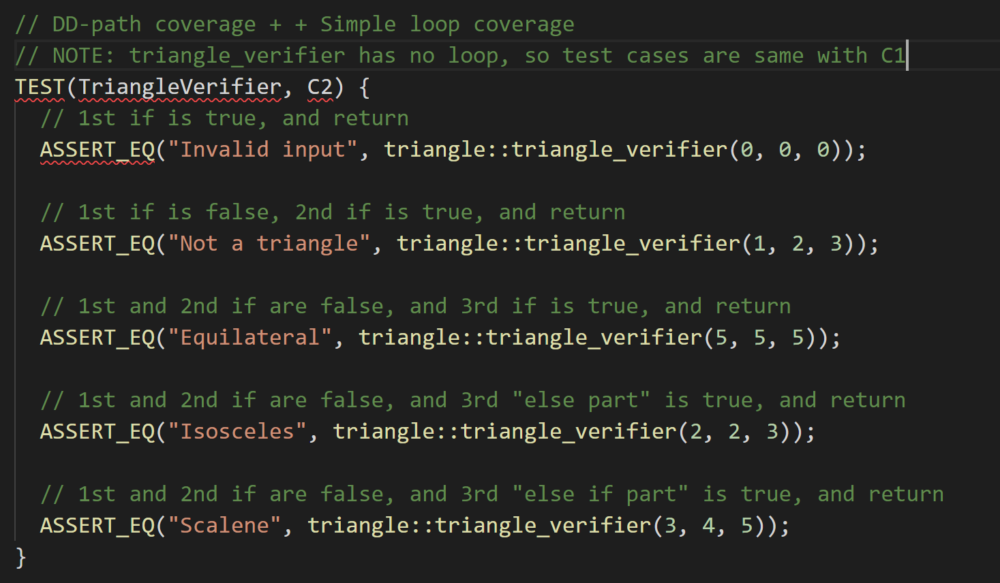 // DD-path coverage + + Simple loop coverage
// NOTE: triangle_verifier has no loop, so test cases are same with C1
TEST(TriangleVerifier, C2) {
// 1st if is true, and return
ASSERT_EQ("Invalid input", triangle::triangle_verifier(0, 0, 0));
// 1st if is false, 2nd if is true, and return
ASSERT_EQ("Not a triangle", triangle::triangle_verifier(1, 2, 3));
// 1st and 2nd if are false, and 3rd if is true, and return
ASSERT_EQ("Equilateral", triangle::triangle_verifier(5, 5, 5));
// 1st and 2nd if are false, and 3rd "else part" is true, and return
ASSERT_EQ("Isosceles", triangle::triangle_verifier(2, 2, 3));
// 1st and 2nd if are false, and 3rd "else if part" is true, and return
ASSERT_EQ("Scalene", triangle::triangle_verifier(3, 4, 5));
}